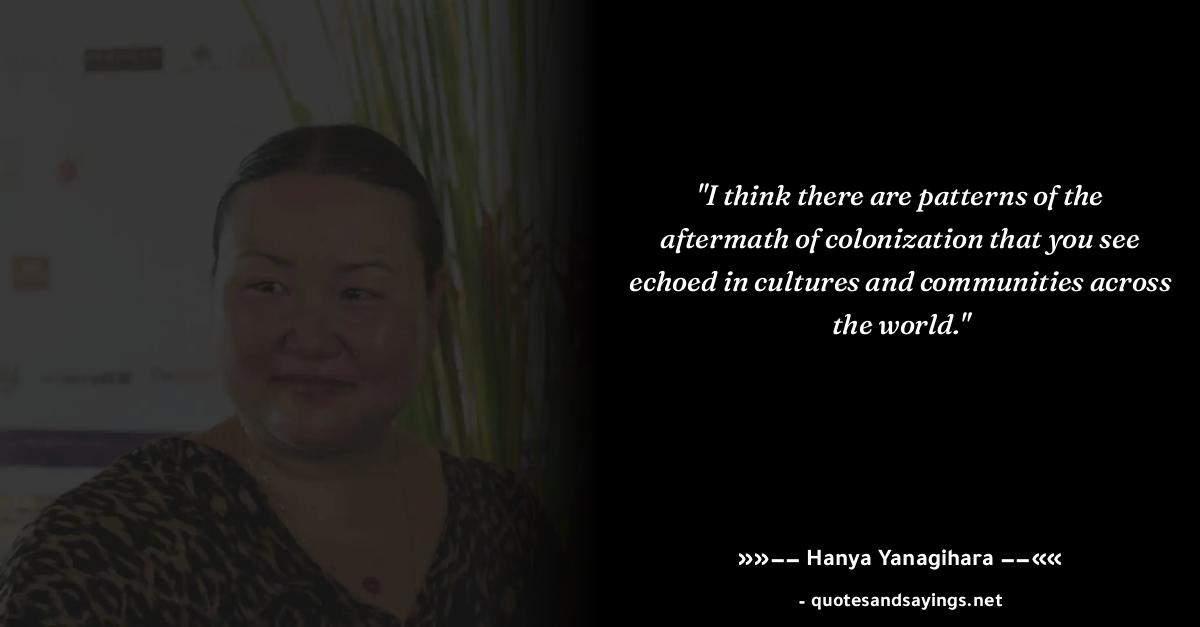 "I think there are patterns of the
aftermath of colonization that you see
echoed in cultures and communities across
the world."
»»−− Hanya Yanagihara −−««
- quotesandsayings.net